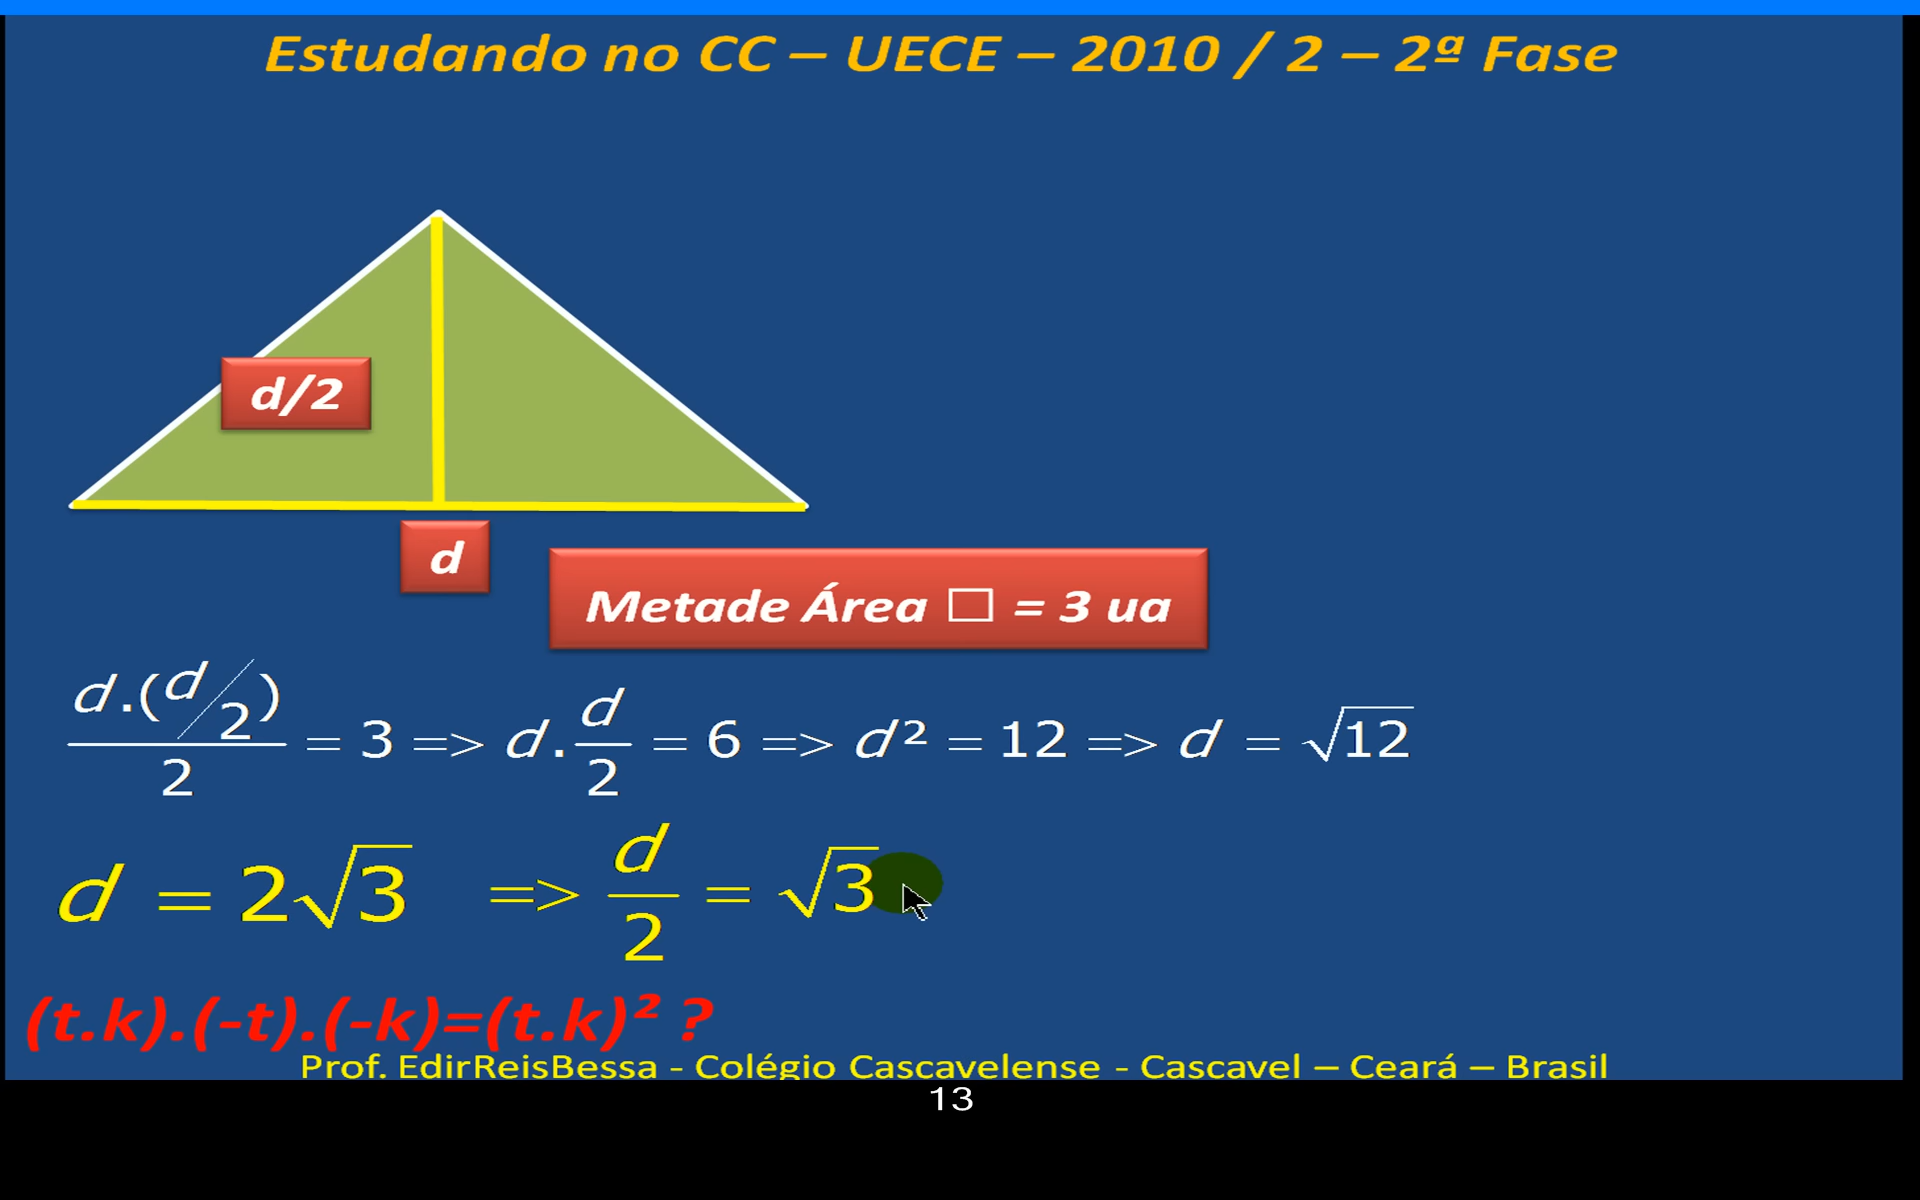 Estudando no CC – UECE – 2010 / 2 – 2ª Fase
d/2
d
Metade Área □ = 3 ua
d.(d/2)/2 = 3 => d.d/2 = 6 => d² = 12 => d = √12
d = 2√3 => d/2 = √3
(t.k).(-t).(-k)=(t.k)² ?
Prof. EdirReisBessa - Colégio Cascavelense - Cascavel – Ceará – Brasil
13